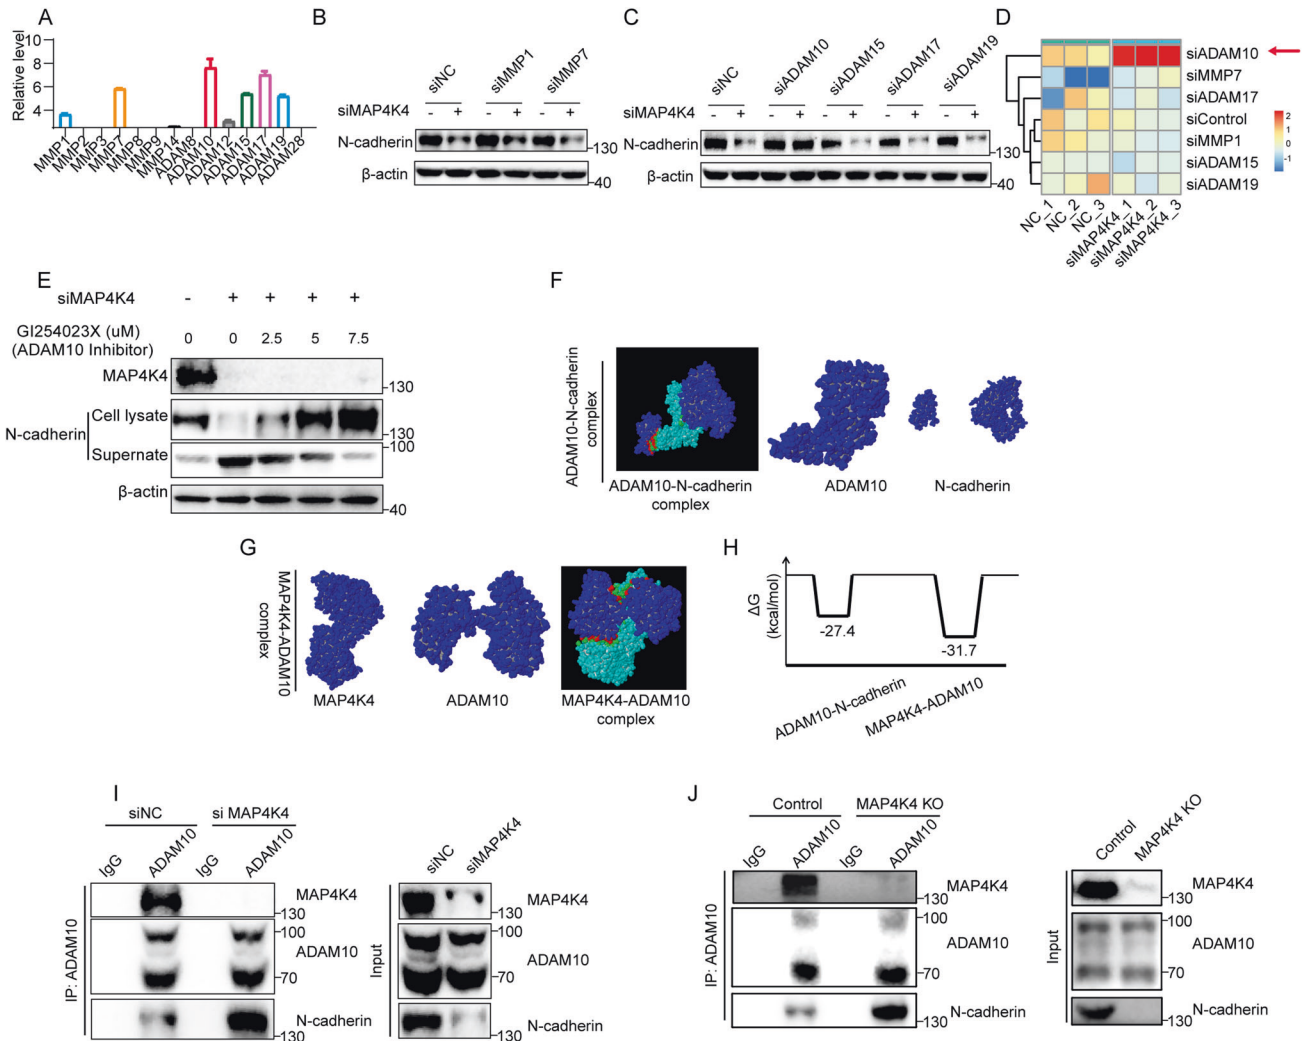 A
Relative level
10
8
6
4
MMP1
MMP2
MMP3
MMP7
MMP8
MMP9
MMP14
ADAM8
ADAM10
ADAM12
ADAM15
ADAM17
ADAM19
ADAM28
B
siNC
siMMP1
siMMP7
siMAP4K4 - + - + - +
N-cadherin
-130
β-actin
-40
C
siNC
siADAM10
siADAM15
siADAM17
siADAM19
siMAP4K4 - + - + - + - + - +
N-cadherin
-130
β-actin
-40
D
siADAM10
siMMP7
siADAM17
siControl
siMMP1
siADAM15
siADAM19
2
1
0
-1
NC_1
NC_2
NC_3
siMAP4K4_1
siMAP4K4_2
siMAP4K4_3
E
siMAP4K4 - + + + +
GI254023X (uM)
(ADAM10 Inhibitor)
0 0 2.5 5 7.5
MAP4K4
-130
N-cadherin
Cell lysate
-130
Supernate
-100
β-actin
-40
F
ADAM10-N-cadherin
complex
ADAM10-N-cadherin
complex
ADAM10
N-cadherin
G
MAP4K4-ADAM10
complex
MAP4K4
ADAM10
MAP4K4-ADAM10
complex
H
ΔG
(kcal/mol)
-27.4
-31.7
ADAM10-N-cadherin
MAP4K4-ADAM10
I
siNC
si MAP4K4
IgG
ADAM10
IgG
ADAM10
IP: ADAM10
MAP4K4
-130
-100
ADAM10
-70
N-cadherin
-130
siNC
siMAP4K4
Input
MAP4K4
-130
-100
ADAM10
-70
N-cadherin
-130
J
Control
MAP4K4 KO
IgG
ADAM10
IgG
ADAM10
IP: ADAM10
MAP4K4
-130
-100
ADAM10
-70
N-cadherin
-130
Control
MAP4K4 KO
Input
MAP4K4
-130
-100
ADAM10
-70
N-cadherin
-130